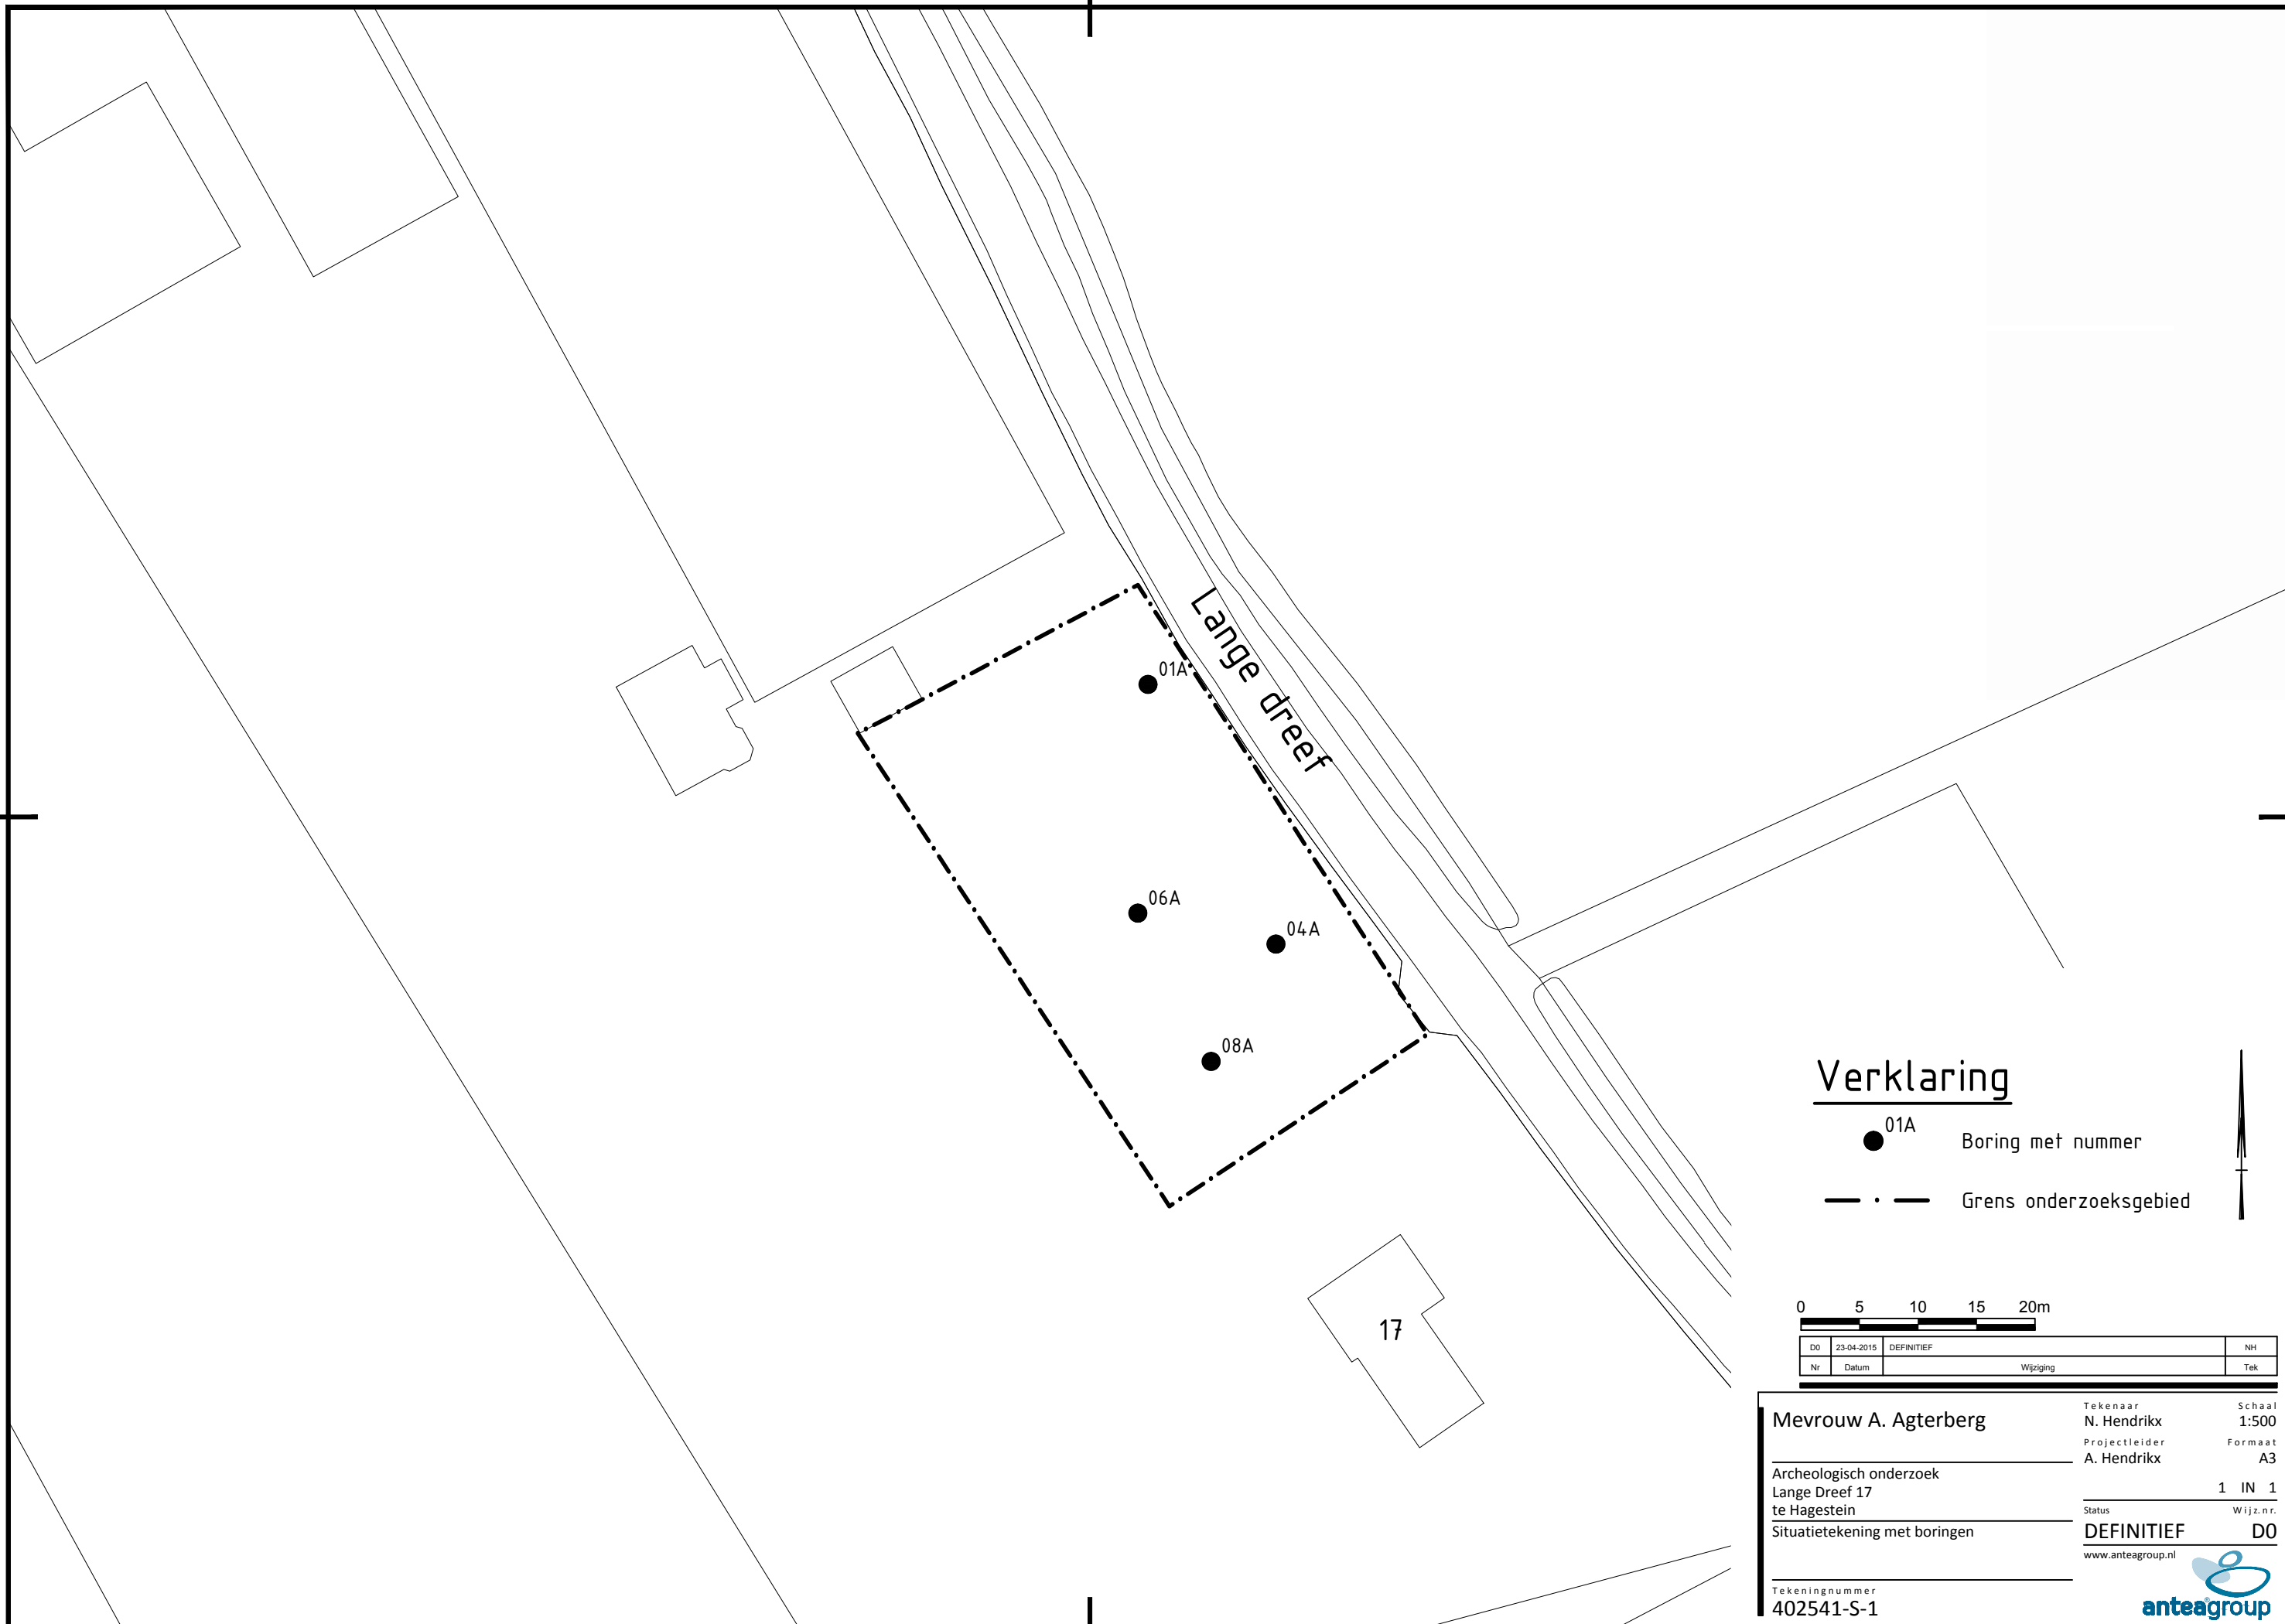 Lange dreef
01A
06A
04A
08A
17
Verklaring
01A
Boring met nummer
Grens onderzoeksgebied
0 5 10 15 20m
D0 23-04-2015 DEFINITIEF NH
Nr Datum Wijziging Tek
Mevrouw A. Agterberg
Tekenaar Schaal
N. Hendrikx 1:500
Projectleider Formaat
A. Hendrikx A3
Archeologisch onderzoek
Lange Dreef 17
te Hagestein
1 IN 1
Status Wijz.nr.
Situatietekening met boringen
DEFINITIEF D0
www.anteagroup.nl
Tekeningnummer
402541-S-1
anteagroup